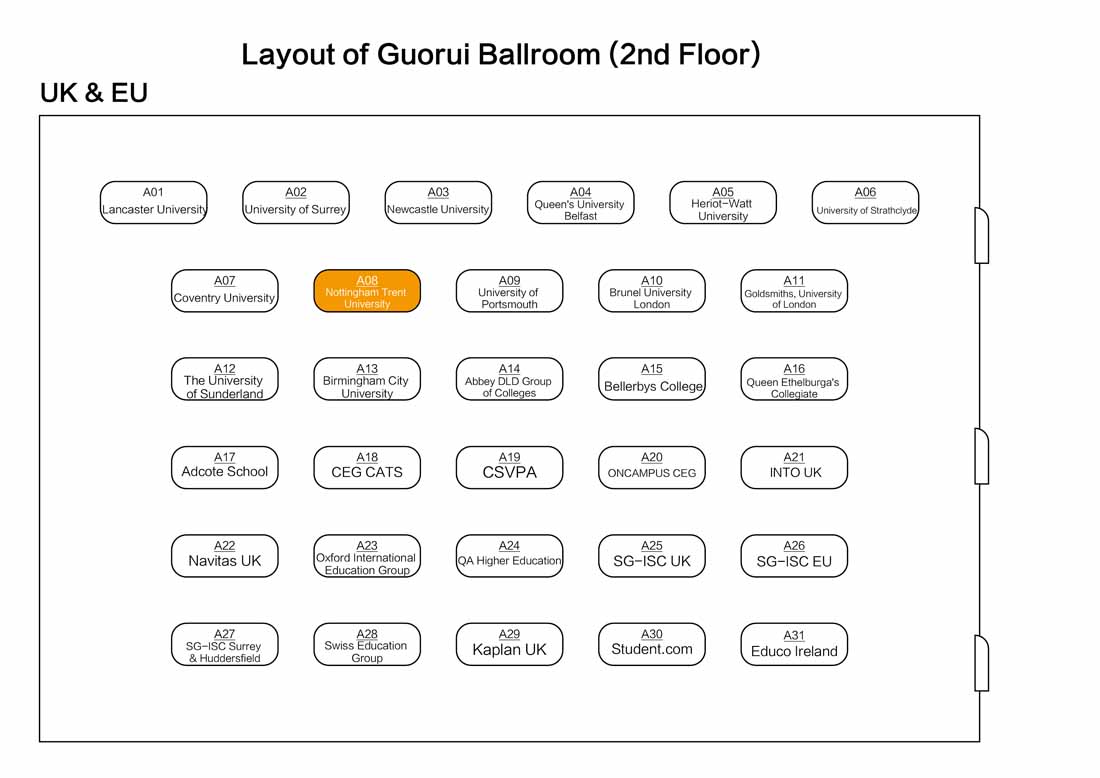 Layout of Guorui Ballroom (2nd Floor)
UK & EU
A01
Lancaster University
A02
University of Surrey
A03
Newcastle University
A04
Queen's University
Belfast
A05
Heriot-Watt
University
A06
University of Strathclyde
A07
Coventry University
A08
Nottingham Trent
University
A09
University of
Portsmouth
A10
Brunel University
London
A11
Goldsmiths, University
of London
A12
The University
of Sunderland
A13
Birmingham City
University
A14
Abbey DLD Group
of Colleges
A15
Bellerbys College
A16
Queen Ethelburga's
Collegiate
A17
Adcote School
A18
CEG CATS
A19
CSVPA
A20
ONCAMPUS CEG
A21
INTO UK
A22
Navitas UK
A23
Oxford International
Education Group
A24
QA Higher Education
A25
SG-ISC UK
A26
SG-ISC EU
A27
SG-ISC Surrey
& Huddersfield
A28
Swiss Education
Group
A29
Kaplan UK
A30
Student.com
A31
Educo Ireland